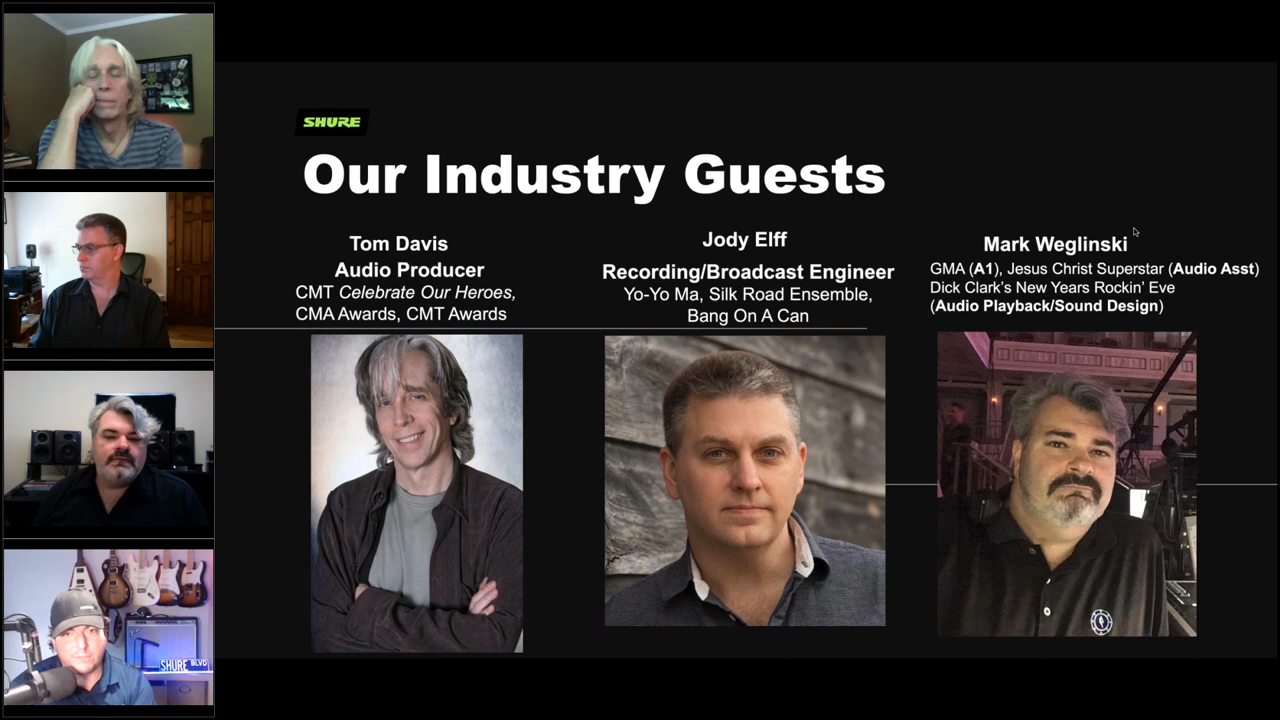 SHURE
Our Industry Guests
Tom Davis
Audio Producer
CMT Celebrate Our Heroes,
CMA Awards, CMT Awards
Jody Elff
Recording/Broadcast Engineer
Yo-Yo Ma, Silk Road Ensemble,
Bang On A Can
Mark Weglinski
GMA (A1), Jesus Christ Superstar (Audio Asst)
Dick Clark's New Years Rockin' Eve
(Audio Playback/Sound Design)
SHURE BLVD